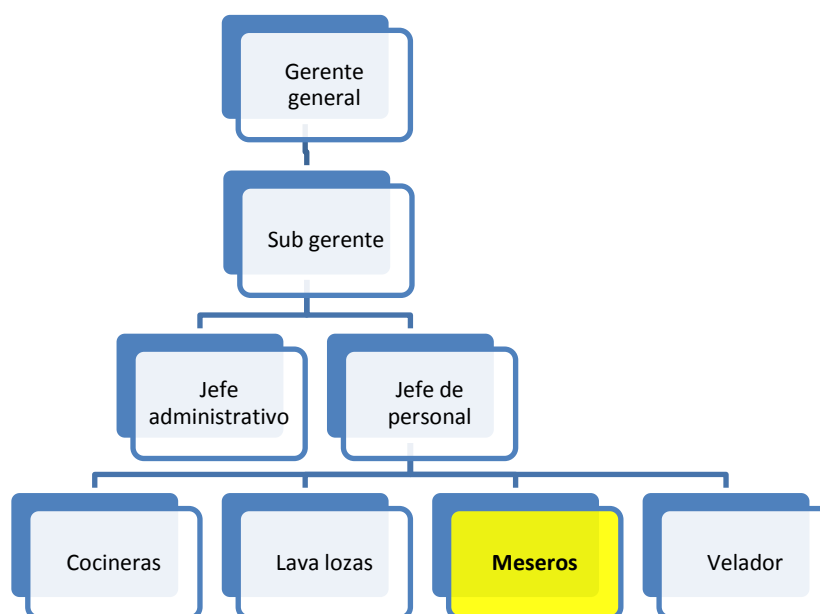 Gerente
general
Sub gerente
Jefe
administrativo
Jefe de
personal
Cocineras
Lava lozas
Meseros
Velador